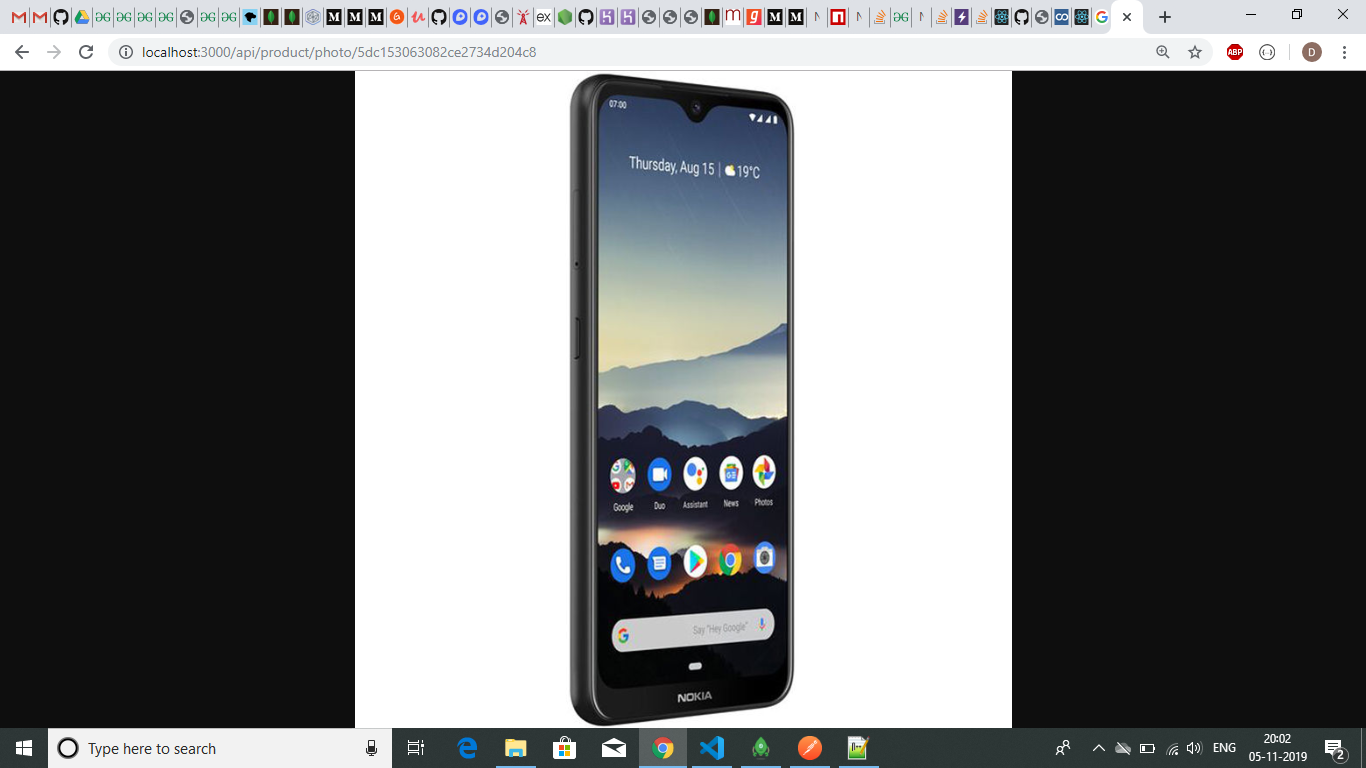 localhost:3000/api/product/photo/5dc153063082ce2734d204c8
ABP
D
07:00
Thursday, Aug 15 | 19°C
Google
Duo
Assistant
News
Photos
Say "Hey Google"
NOKIA
Type here to search
ENG
20:02
05-11-2019
2